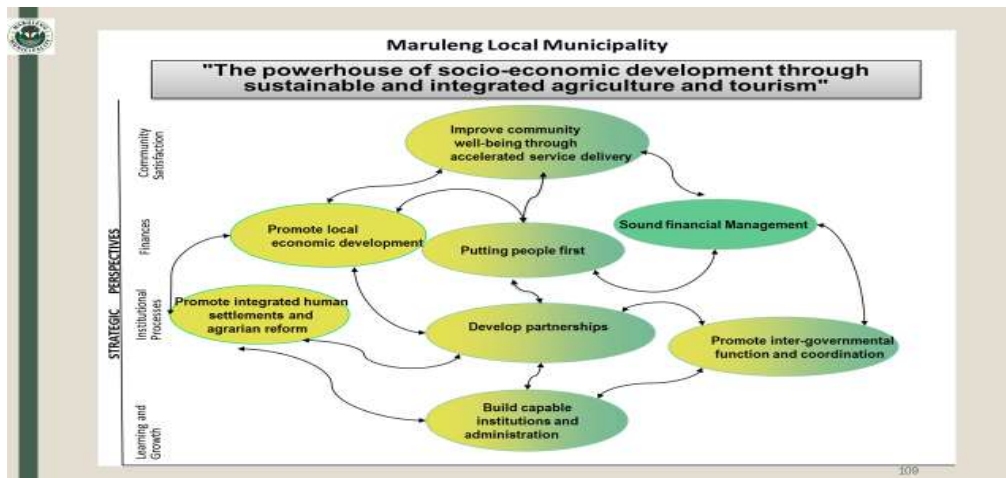 MARULENG
MUNICIPALITY
Maruleng Local Municipality
"The powerhouse of socio-economic development through
sustainable and integrated agriculture and tourism"
STRATEGIC PERSPECTIVES
Community
Satisfaction
Improve community
well-being through
accelerated service delivery
Finances
Promote local
economic development
Putting people first
Sound financial Management
Institutional
Processes
Promote integrated human
settlements and
agrarian reform
Develop partnerships
Promote inter-governmental
function and coordination
Learning and
Growth
Build capable
institutions and
administration
109